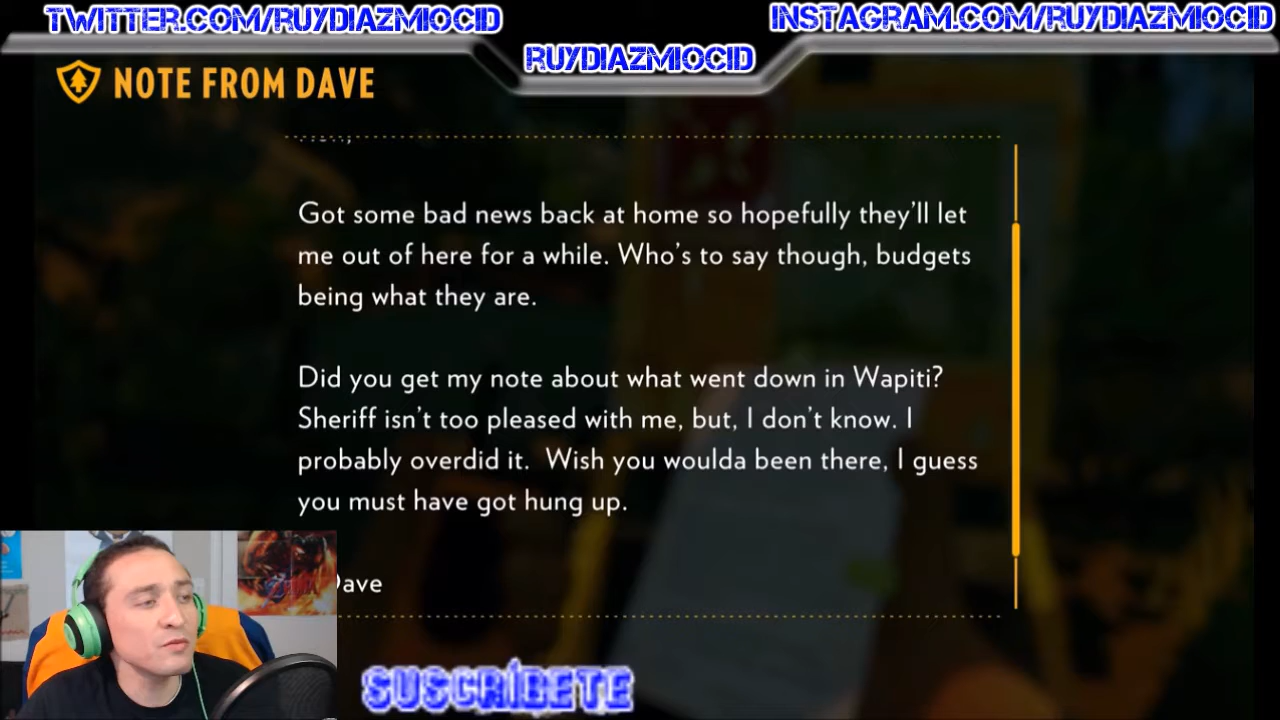 TWITTER.COM/RUYDIAZMIOCID
INSTAGRAM.COM/RUYDIAZMIOCID
RUYDIAZMIOCID
NOTE FROM DAVE
Got some bad news back at home so hopefully they'll let
me out of here for a while. Who's to say though, budgets
being what they are.
Did you get my note about what went down in Wapiti?
Sheriff isn't too pleased with me, but, I don't know. I
probably overdid it.  Wish you woulda been there, I guess
you must have got hung up.
Dave
SUSCRÍBETE